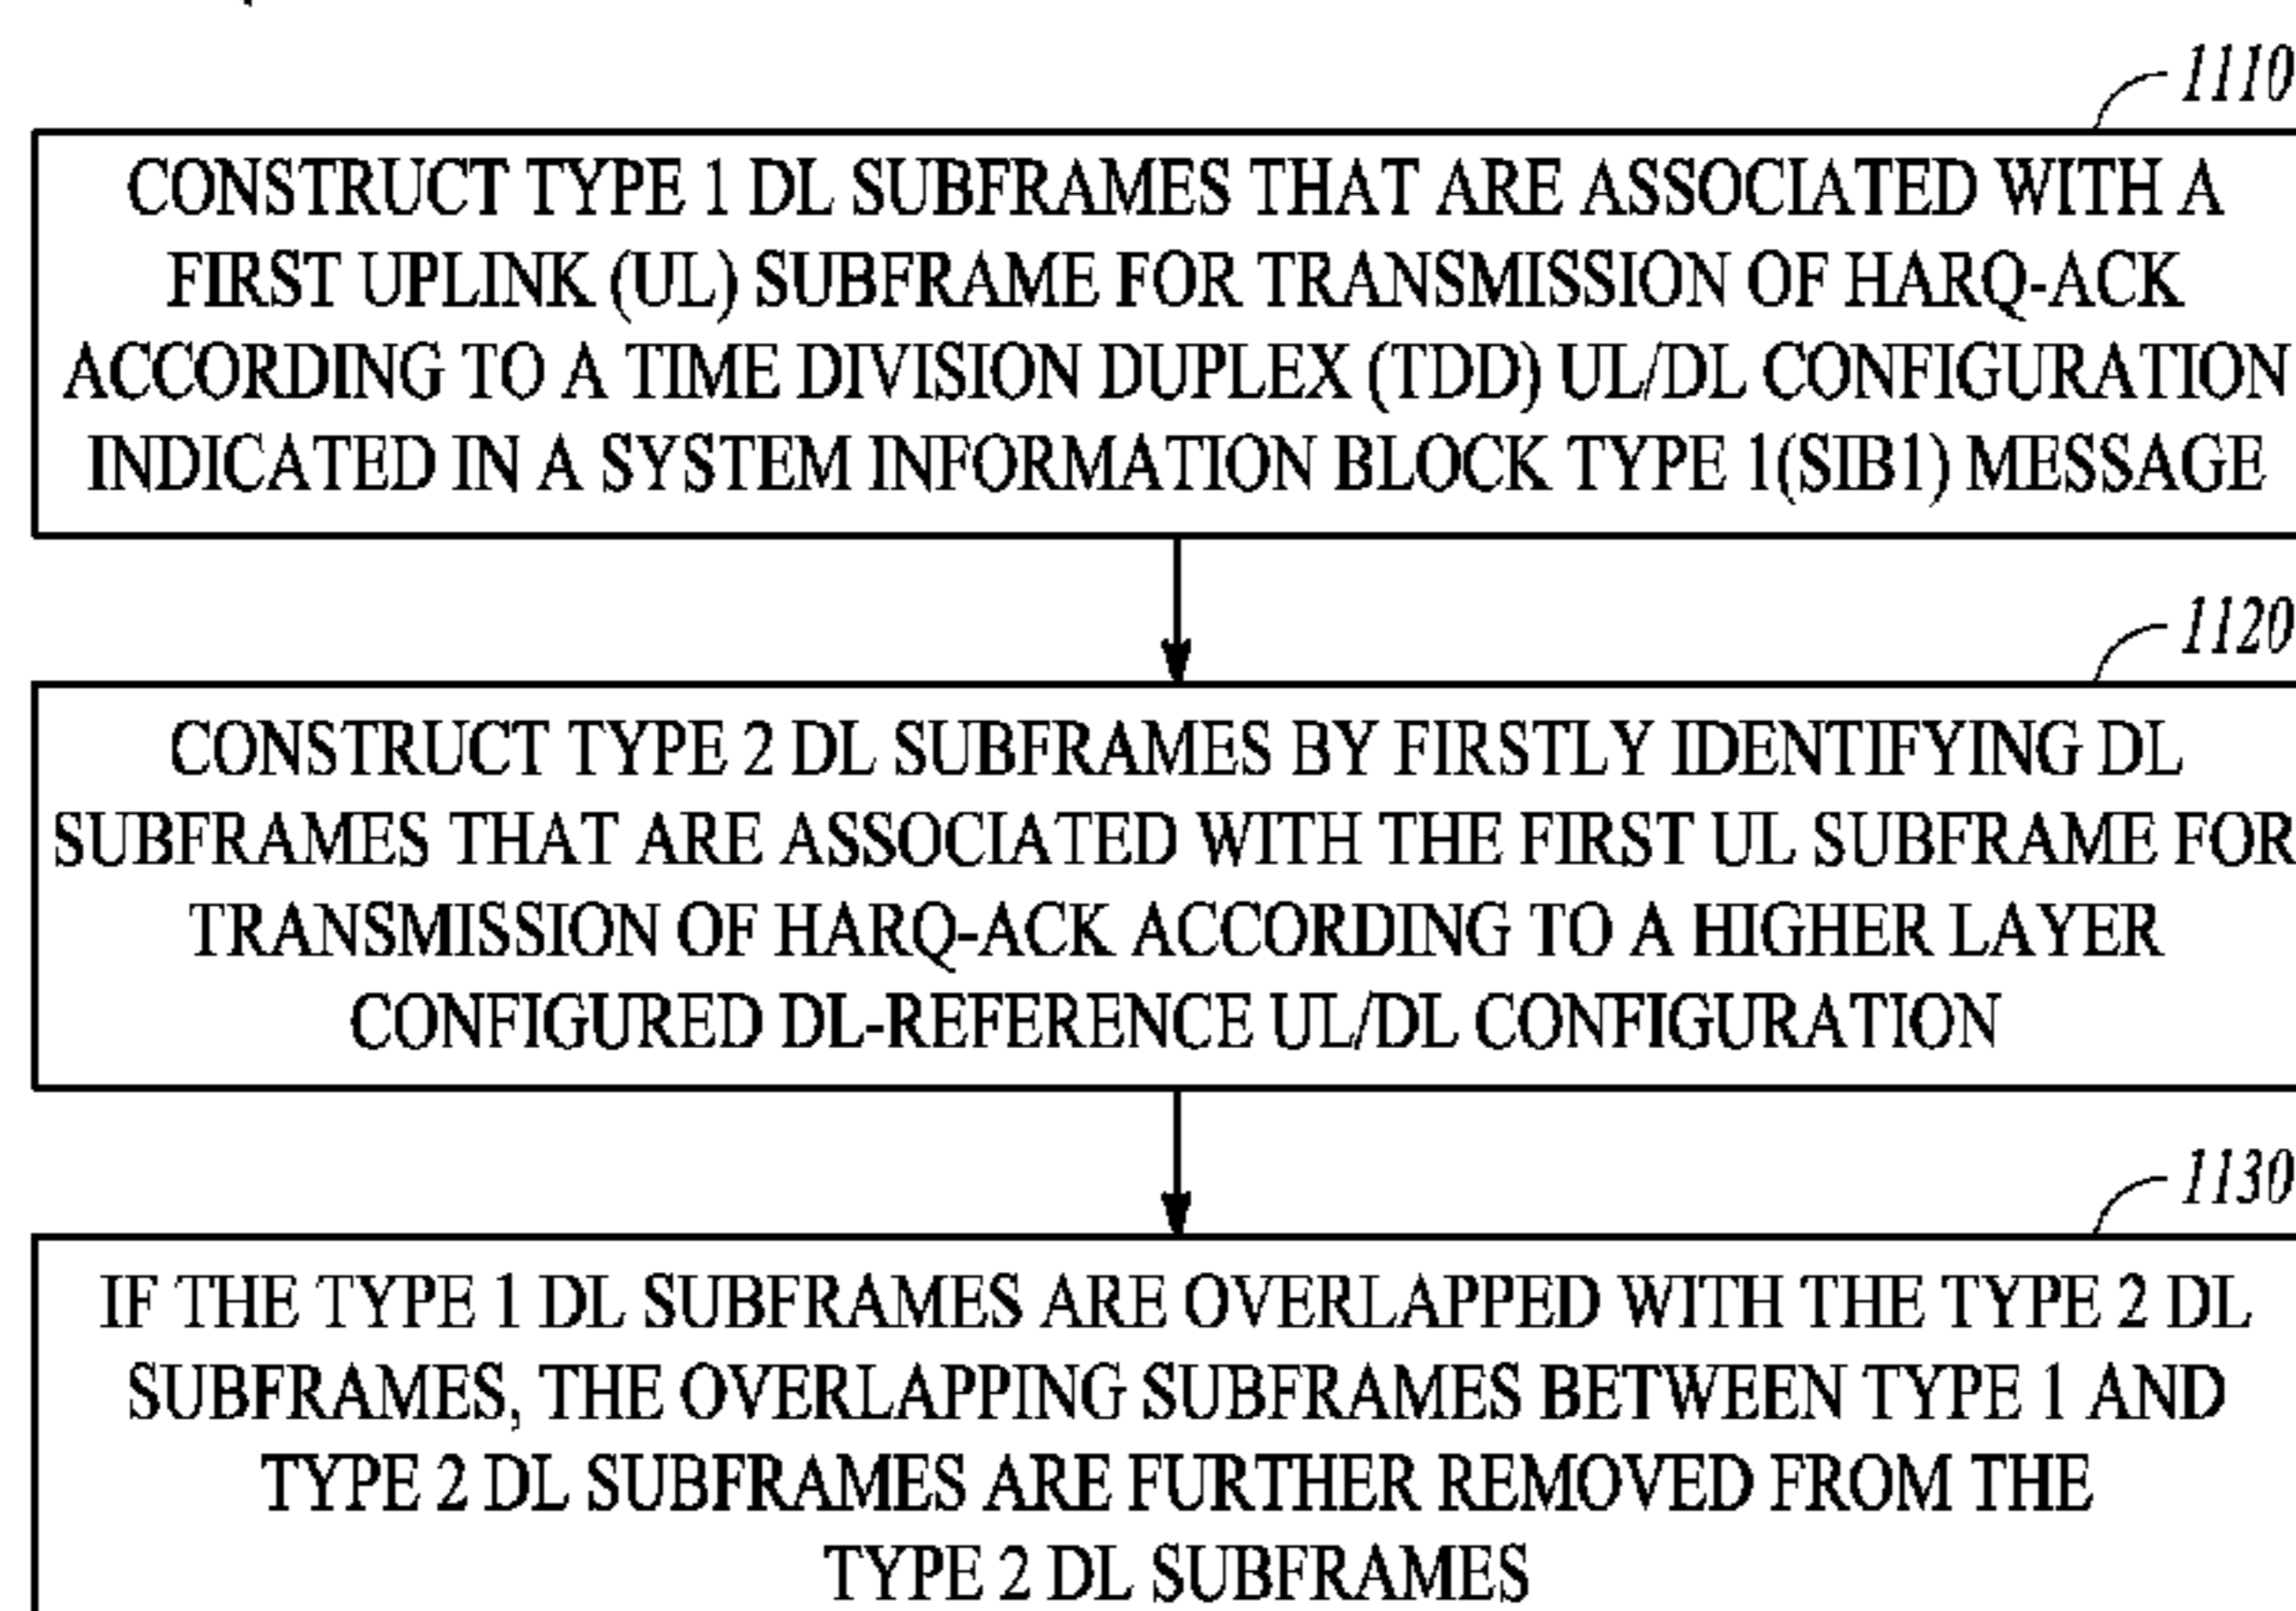 1110
CONSTRUCT TYPE 1 DL SUBFRAMES THAT ARE ASSOCIATED WITH A
FIRST UPLINK (UL) SUBFRAME FOR TRANSMISSION OF HARQ-ACK
ACCORDING TO A TIME DIVISION DUPLEX (TDD) UL/DL CONFIGURATION
INDICATED IN A SYSTEM INFORMATION BLOCK TYPE 1(SIB1) MESSAGE
1120
CONSTRUCT TYPE 2 DL SUBFRAMES BY FIRSTLY IDENTIFYING DL
SUBFRAMES THAT ARE ASSOCIATED WITH THE FIRST UL SUBFRAME FOR
TRANSMISSION OF HARQ-ACK ACCORDING TO A HIGHER LAYER
CONFIGURED DL-REFERENCE UL/DL CONFIGURATION
1130
IF THE TYPE 1 DL SUBFRAMES ARE OVERLAPPED WITH THE TYPE 2 DL
SUBFRAMES, THE OVERLAPPING SUBFRAMES BETWEEN TYPE 1 AND
TYPE 2 DL SUBFRAMES ARE FURTHER REMOVED FROM THE
TYPE 2 DL SUBFRAMES